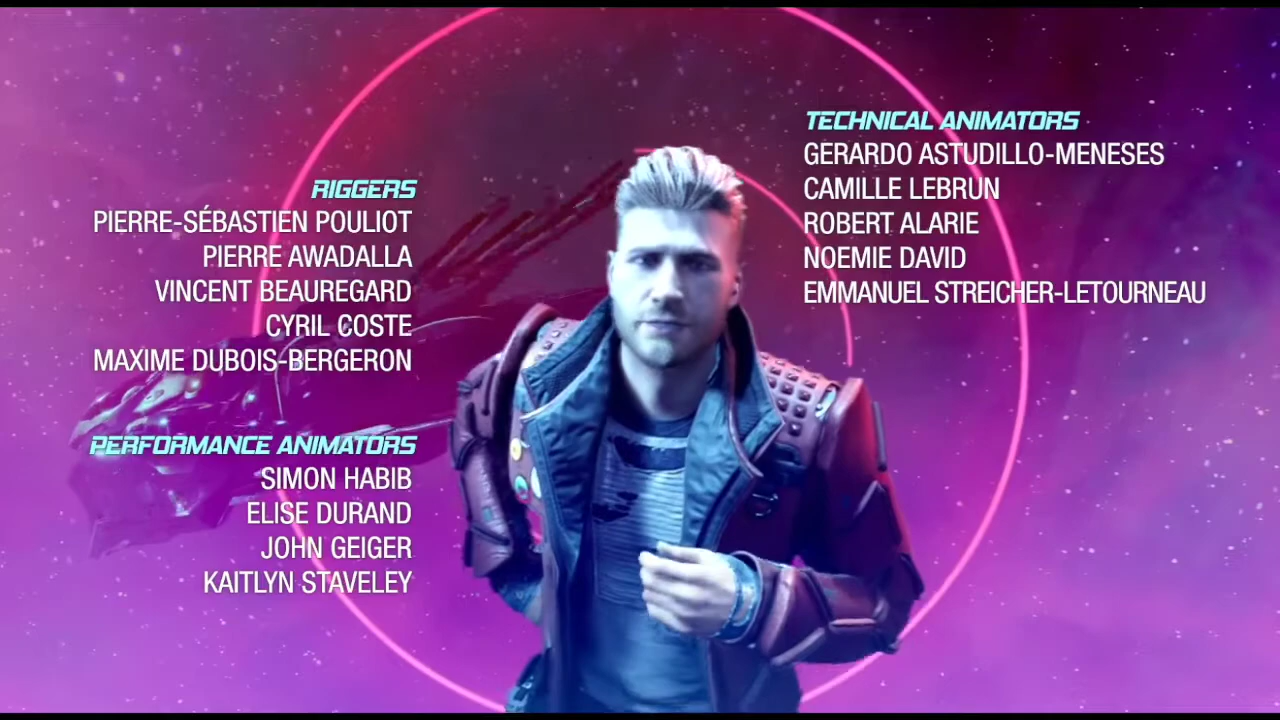 RIGGERS
PIERRE-SÉBASTIEN POULIOT
PIERRE AWADALLA
VINCENT BEAUREGARD
CYRIL COSTE
MAXIME DUBOIS-BERGERON
PERFORMANCE ANIMATORS
SIMON HABIB
ELISE DURAND
JOHN GEIGER
KAITLYN STAVELEY
TECHNICAL ANIMATORS
GERARDO ASTUDILLO-MENESES
CAMILLE LEBRUN
ROBERT ALARIE
NOEMIE DAVID
EMMANUEL STREICHER-LETOURNEAU